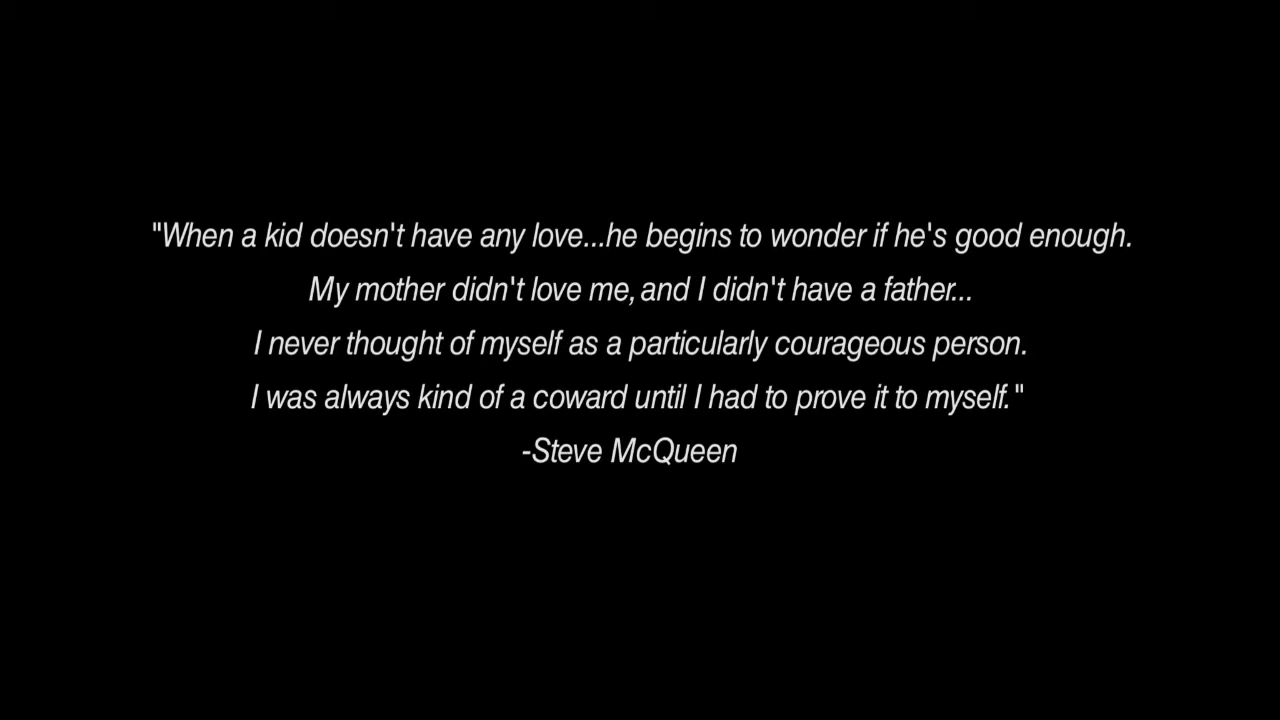 "When a kid doesn't have any love...he begins to wonder if he's good enough.
My mother didn't love me, and I didn't have a father...
I never thought of myself as a particularly courageous person.
I was always kind of a coward until I had to prove it to myself."
-Steve McQueen